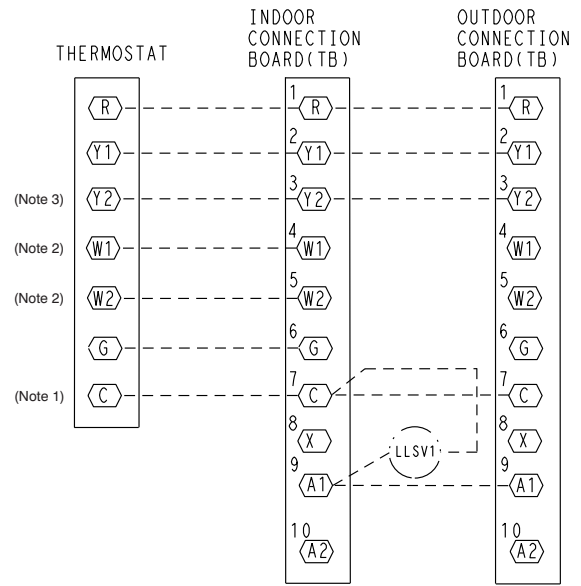 INDOOR
CONNECTION
BOARD(TB)
OUTDOOR
CONNECTION
BOARD(TB)
THERMOSTAT
R 1 R 1 R
Y1 2 Y1 2 Y1
(Note 3) Y2 3 Y2 3 Y2
(Note 2) W1 4 W1 4 W1
(Note 2) W2 5 W2 5 W2
G 6 G 6 G
(Note 1) C 7 C 7 C
8 X 8 X
LLSV1
9 A1 9 A1
10 A2 10 A2